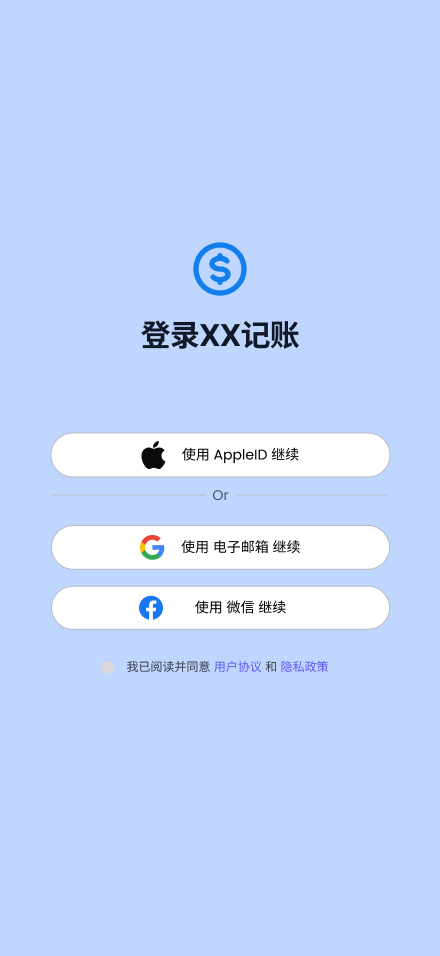 登录XX记账
使用 AppleID 继续
Or
使用 电子邮箱 继续
使用 微信 继续
我已阅读并同意 用户协议 和 隐私政策